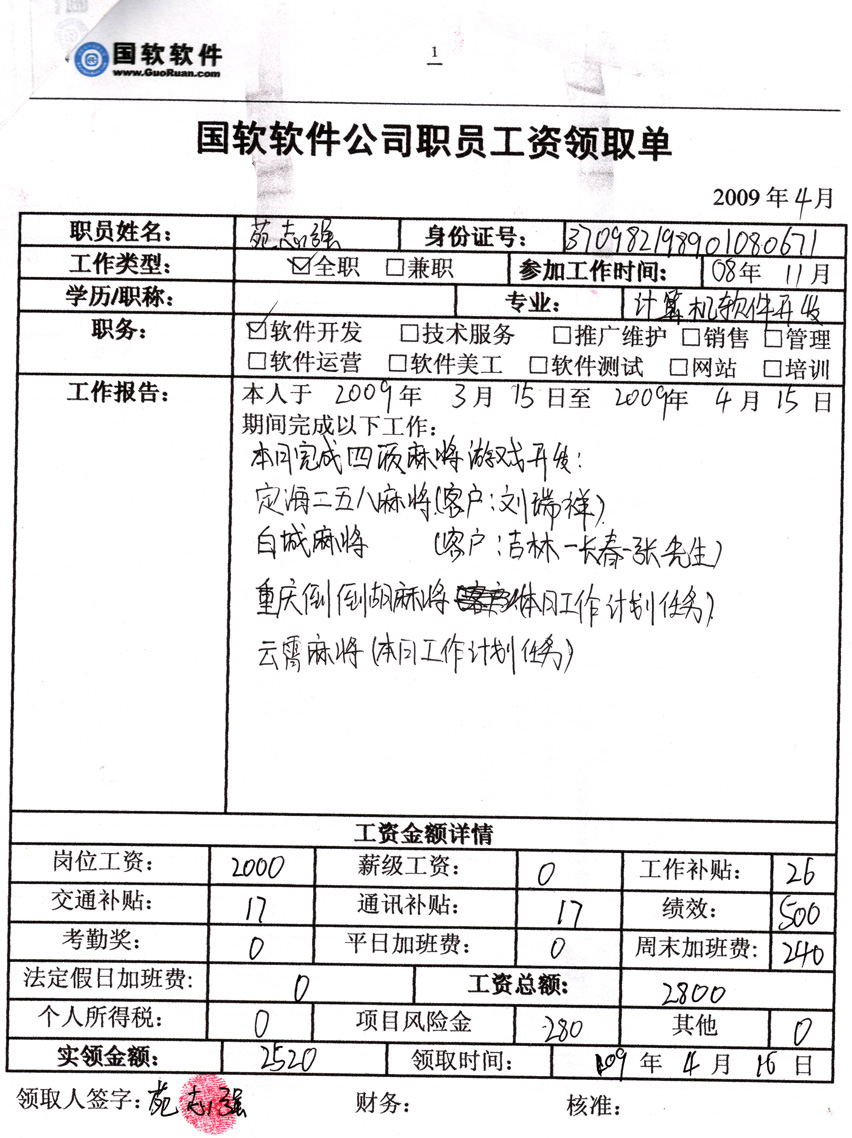 国软软件
www.GuoRuan.com
1
国软软件公司职员工资领取单
2009 年 4 月
职员姓名: 苑志强 身份证号: 370982198901080671
工作类型: ☑全职 □兼职 参加工作时间: 08年 11月
学历/职称: 专业: 计算机软件开发
职务: ☑软件开发 □技术服务 □推广维护 □销售 □管理
□软件运营 □软件美工 □软件测试 □网站 □培训
工作报告: 本人于 2009年 3月 15日至 2009年 4月 15日
期间完成以下工作:
本月完成四项麻将游戏开发:
定海二五八麻将(客户:刘瑞祥)
白城麻将 (客户:吉林-长春-张先生)
重庆倒倒胡麻将 (本月工作计划任务)
云霄麻将(本月工作计划任务)
工资金额详情
岗位工资: 2000 薪级工资: 0 工作补贴: 26
交通补贴: 17 通讯补贴: 17 绩效: 500
考勤奖: 0 平日加班费: 0 周末加班费: 240
法定假日加班费: 0 工资总额: 2800
个人所得税: 0 项目风险金 -280 其他 0
实领金额: 2520 领取时间: 09 年 4 月 16 日
领取人签字: 苑志强 财务: 核准: